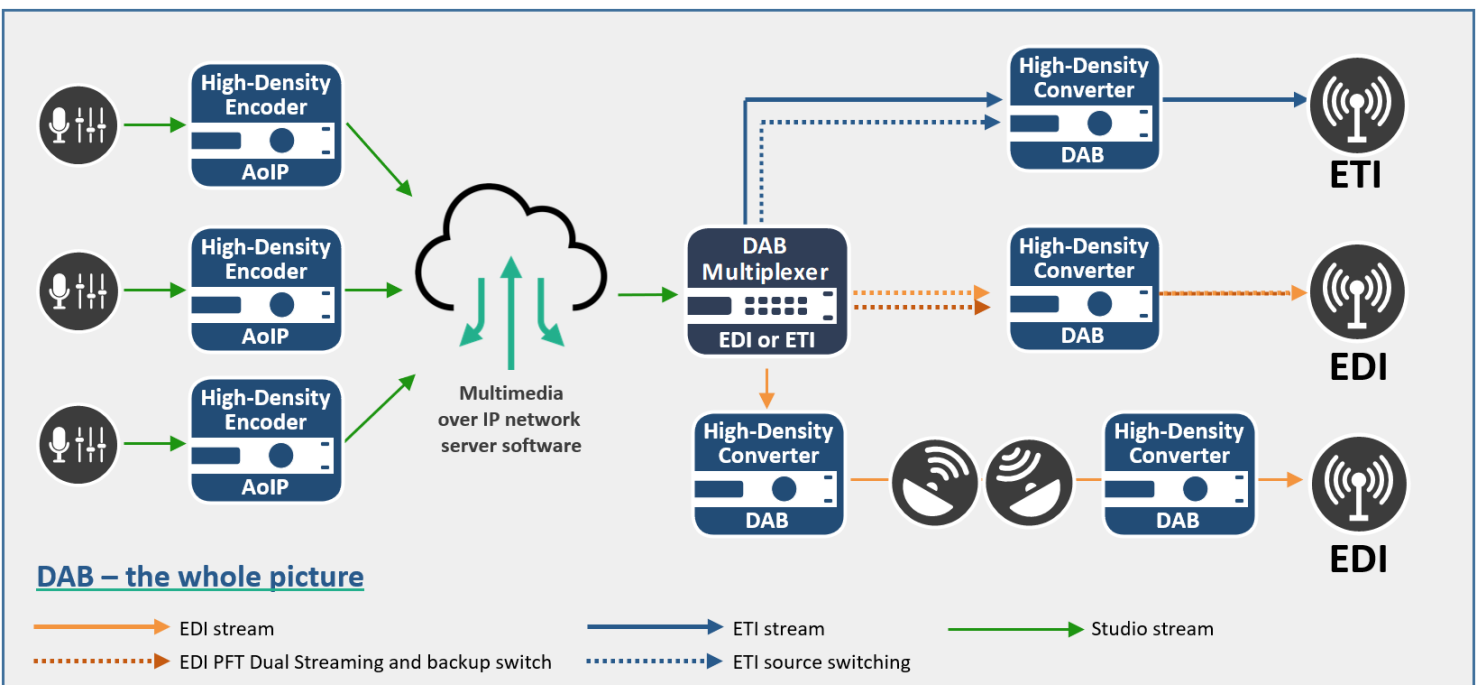 High-Density
Encoder
AoIP
High-Density
Encoder
AoIP
High-Density
Encoder
AoIP
Multimedia
over IP network
server software
DAB
Multiplexer
EDI or ETI
High-Density
Converter
DAB
ETI
High-Density
Converter
DAB
EDI
High-Density
Converter
DAB
High-Density
Converter
DAB
EDI
DAB – the whole picture
EDI stream
ETI stream
Studio stream
EDI PFT Dual Streaming and backup switch
ETI source switching